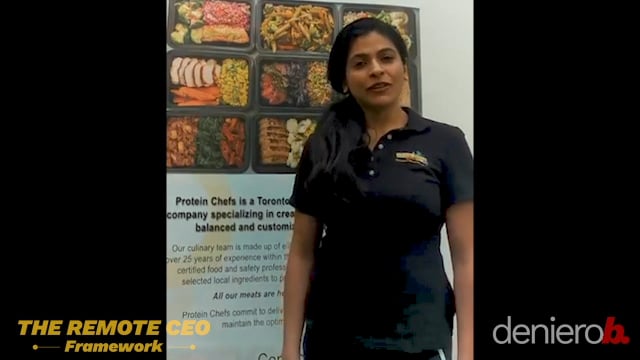 Protein Chefs is a Toronto
company specializing in crea
balanced and customiz
Our culinary team is made up of e
over 25 years of experience within th
certified food and safety profess
selected local ingredients to p
All our meats are h
Protein Chefs commit to deliv
maintain the optim
THE REMOTE CEO
Framework
denierob.